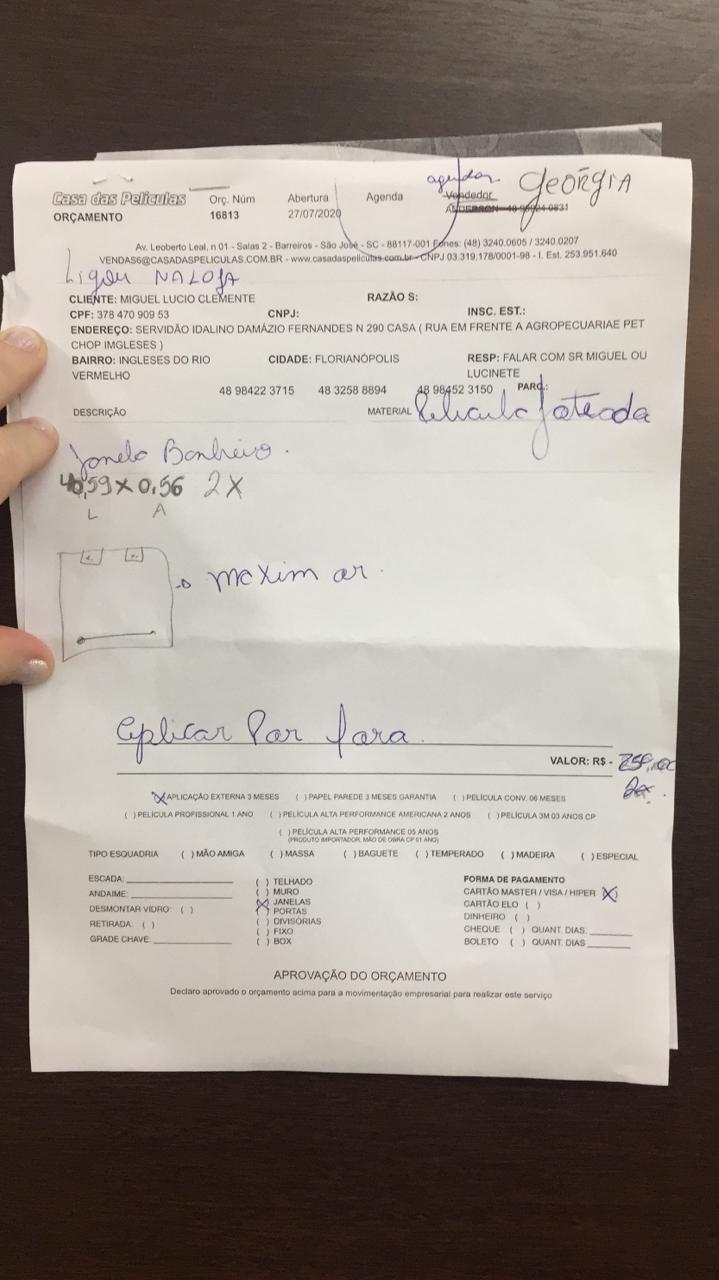 Casa das Películas
ORÇAMENTO
Orç. Núm
16813
Abertura
27/07/2020
Agenda
agendar
Vendedor
GEORGIA
Av. Leoberto Leal, n 01 - Salas 2 - Barreiros - São José - SC - 88117-001 Fones: (48) 3240.0605 / 3240.0207
VENDAS6@CASADASPELICULAS.COM.BR - www.casadaspeliculas.com.br - CNPJ 03.319.178/0001-98 - I. Est. 253.951.640
Ligou NA LOJA
CLIENTE: MIGUEL LUCIO CLEMENTE RAZÃO S:
CPF: 378 470 909 53 CNPJ: INSC. EST.:
ENDEREÇO: SERVIDÃO IDALINO DAMÁZIO FERNANDES N 290 CASA ( RUA EM FRENTE A AGROPECUARIAE PET
CHOP IMGLESES )
BAIRRO: INGLESES DO RIO VERMELHO CIDADE: FLORIANÓPOLIS RESP: FALAR COM SR MIGUEL OU LUCINETE
48 98422 3715 48 3258 8894 48 98452 3150 PARC.:
DESCRIÇÃO MATERIAL Pelicula Jateada
Janela Banheiro.
0,59 x 0,56 2X
L A
maxim ar.
aplicar Por fora.
VALOR: R$ - 250,00
2x.
(X) APLICAÇÃO EXTERNA 3 MESES ( ) PAPEL PAREDE 3 MESES GARANTIA ( ) PELÍCULA CONV. 06 MESES
( ) PELÍCULA PROFISSIONAL 1 ANO ( ) PELÍCULA ALTA PERFORMANCE AMERICANA 2 ANOS ( ) PELÍCULA 3M 03 ANOS CP
( ) PELÍCULA ALTA PERFORMANCE 05 ANOS
(PRODUTO IMPORTADOR, MÃO DE OBRA CP 01 ANO)
TIPO ESQUADRIA ( ) MÃO AMIGA ( ) MASSA ( ) BAGUETE ( ) TEMPERADO ( ) MADEIRA ( ) ESPECIAL
ESCADA:
ANDAIME:
DESMONTAR VIDRO: ( )
RETIRADA: ( )
GRADE CHAVE:
( ) TELHADO
( ) MURO
(X) JANELAS
( ) PORTAS
( ) DIVISÓRIAS
( ) FIXO
( ) BOX
FORMA DE PAGAMENTO
CARTÃO MASTER / VISA / HIPER (X)
CARTÃO ELO ( )
DINHEIRO ( )
CHEQUE ( ) QUANT. DIAS:
BOLETO ( ) QUANT. DIAS
APROVAÇÃO DO ORÇAMENTO
Declaro aprovado o orçamento acima para a movimentação empresarial para realizar este serviço